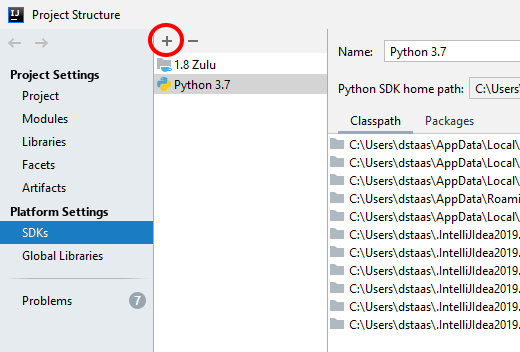 Project Structure
Project Settings
Project
Modules
Libraries
Facets
Artifacts
Platform Settings
SDKs
Global Libraries
Problems 7
1.8 Zulu
Python 3.7
Name: Python 3.7
Python SDK home path: C:\Users\
Classpath Packages
C:\Users\dstaas\AppData\Local\
C:\Users\dstaas\AppData\Local\
C:\Users\dstaas\AppData\Local\
C:\Users\dstaas\AppData\Roami
C:\Users\dstaas\AppData\Local\
C:\Users\dstaas\.IntelliJIdea2019.
C:\Users\dstaas\.IntelliJIdea2019.
C:\Users\dstaas\.IntelliJIdea2019.
C:\Users\dstaas\.IntelliJIdea2019.
C:\Users\dstaas\.IntelliJIdea2019.
C:\Users\dstaas\.IntelliJIdea2019.